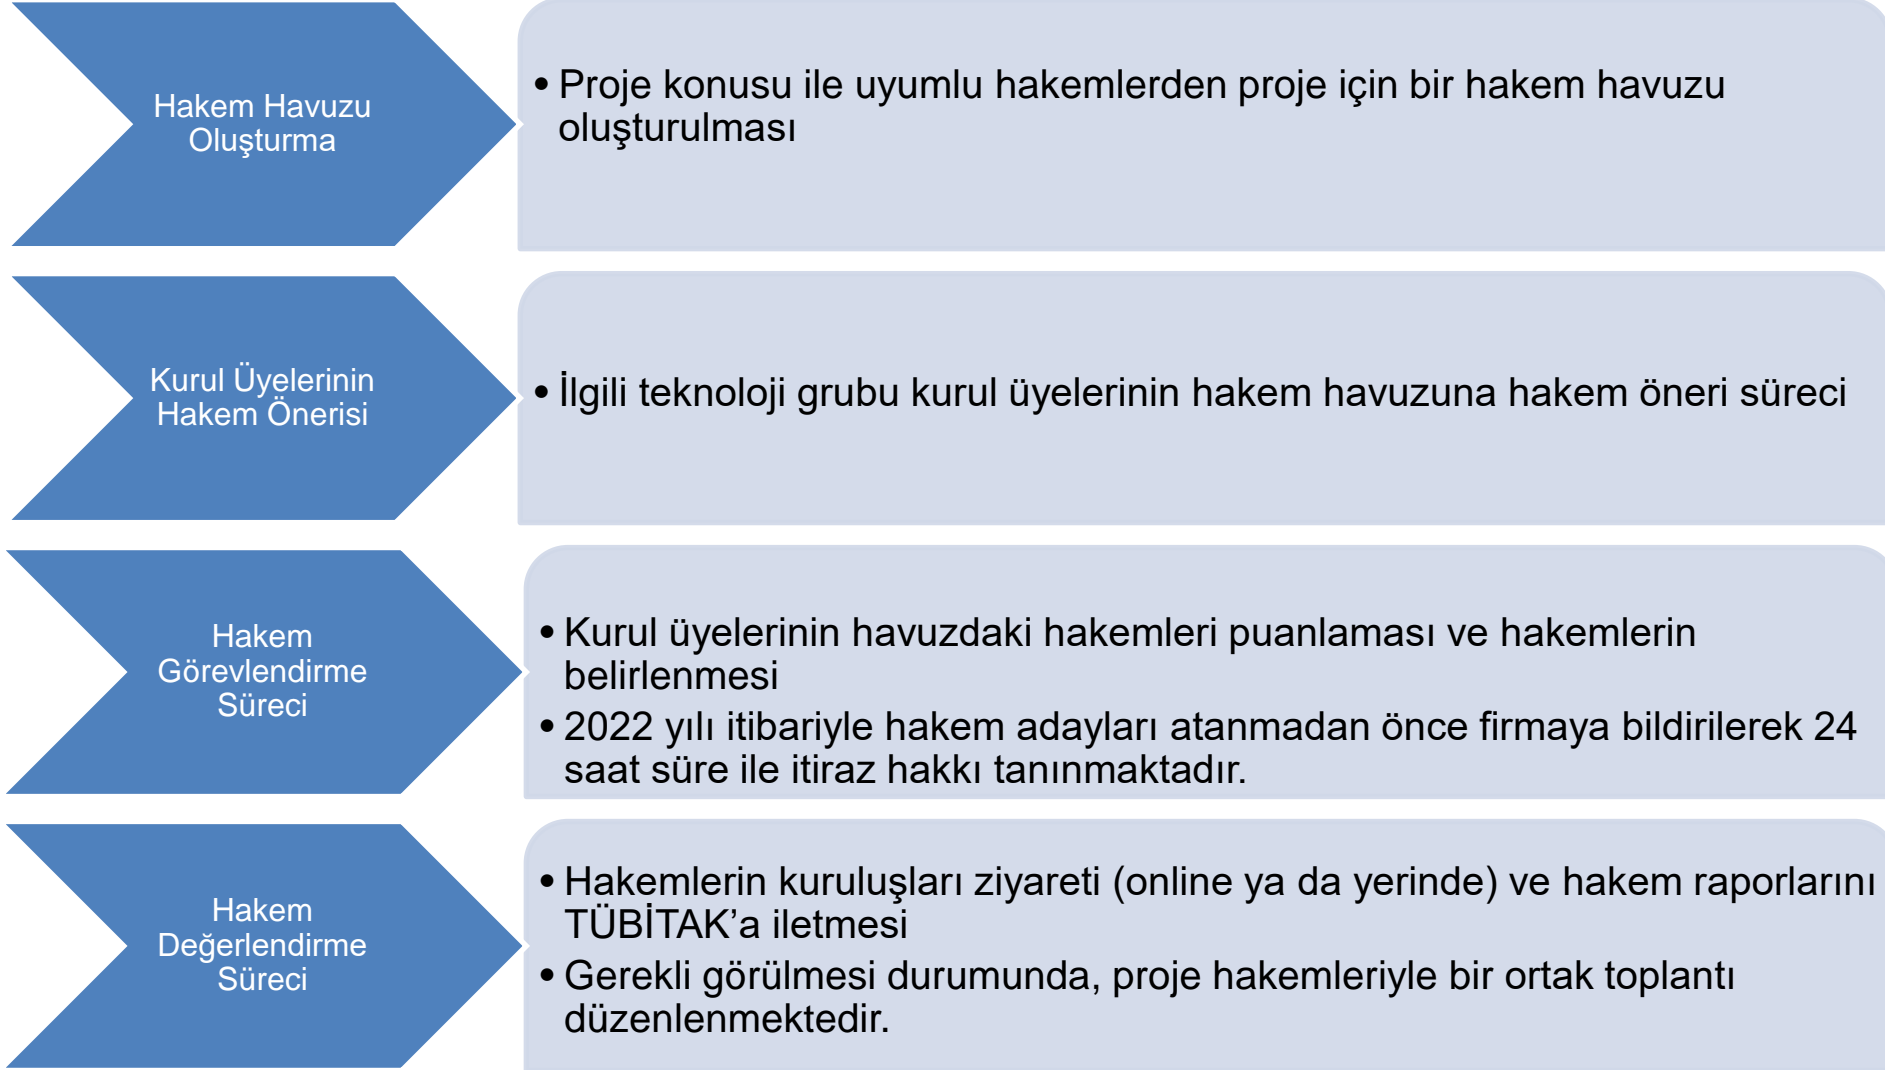 Hakem Havuzu
Oluşturma
• Proje konusu ile uyumlu hakemlerden proje için bir hakem havuzu
oluşturulması
Kurul Üyelerinin
Hakem Önerisi
• İlgili teknoloji grubu kurul üyelerinin hakem havuzuna hakem öneri süreci
Hakem
Görevlendirme
Süreci
• Kurul üyelerinin havuzdaki hakemleri puanlaması ve hakemlerin
belirlenmesi
• 2022 yılı itibariyle hakem adayları atanmadan önce firmaya bildirilerek 24
saat süre ile itiraz hakkı tanınmaktadır.
Hakem
Değerlendirme
Süreci
• Hakemlerin kuruluşları ziyareti (online ya da yerinde) ve hakem raporlarını
TÜBİTAK’a iletmesi
• Gerekli görülmesi durumunda, proje hakemleriyle bir ortak toplantı
düzenlenmektedir.